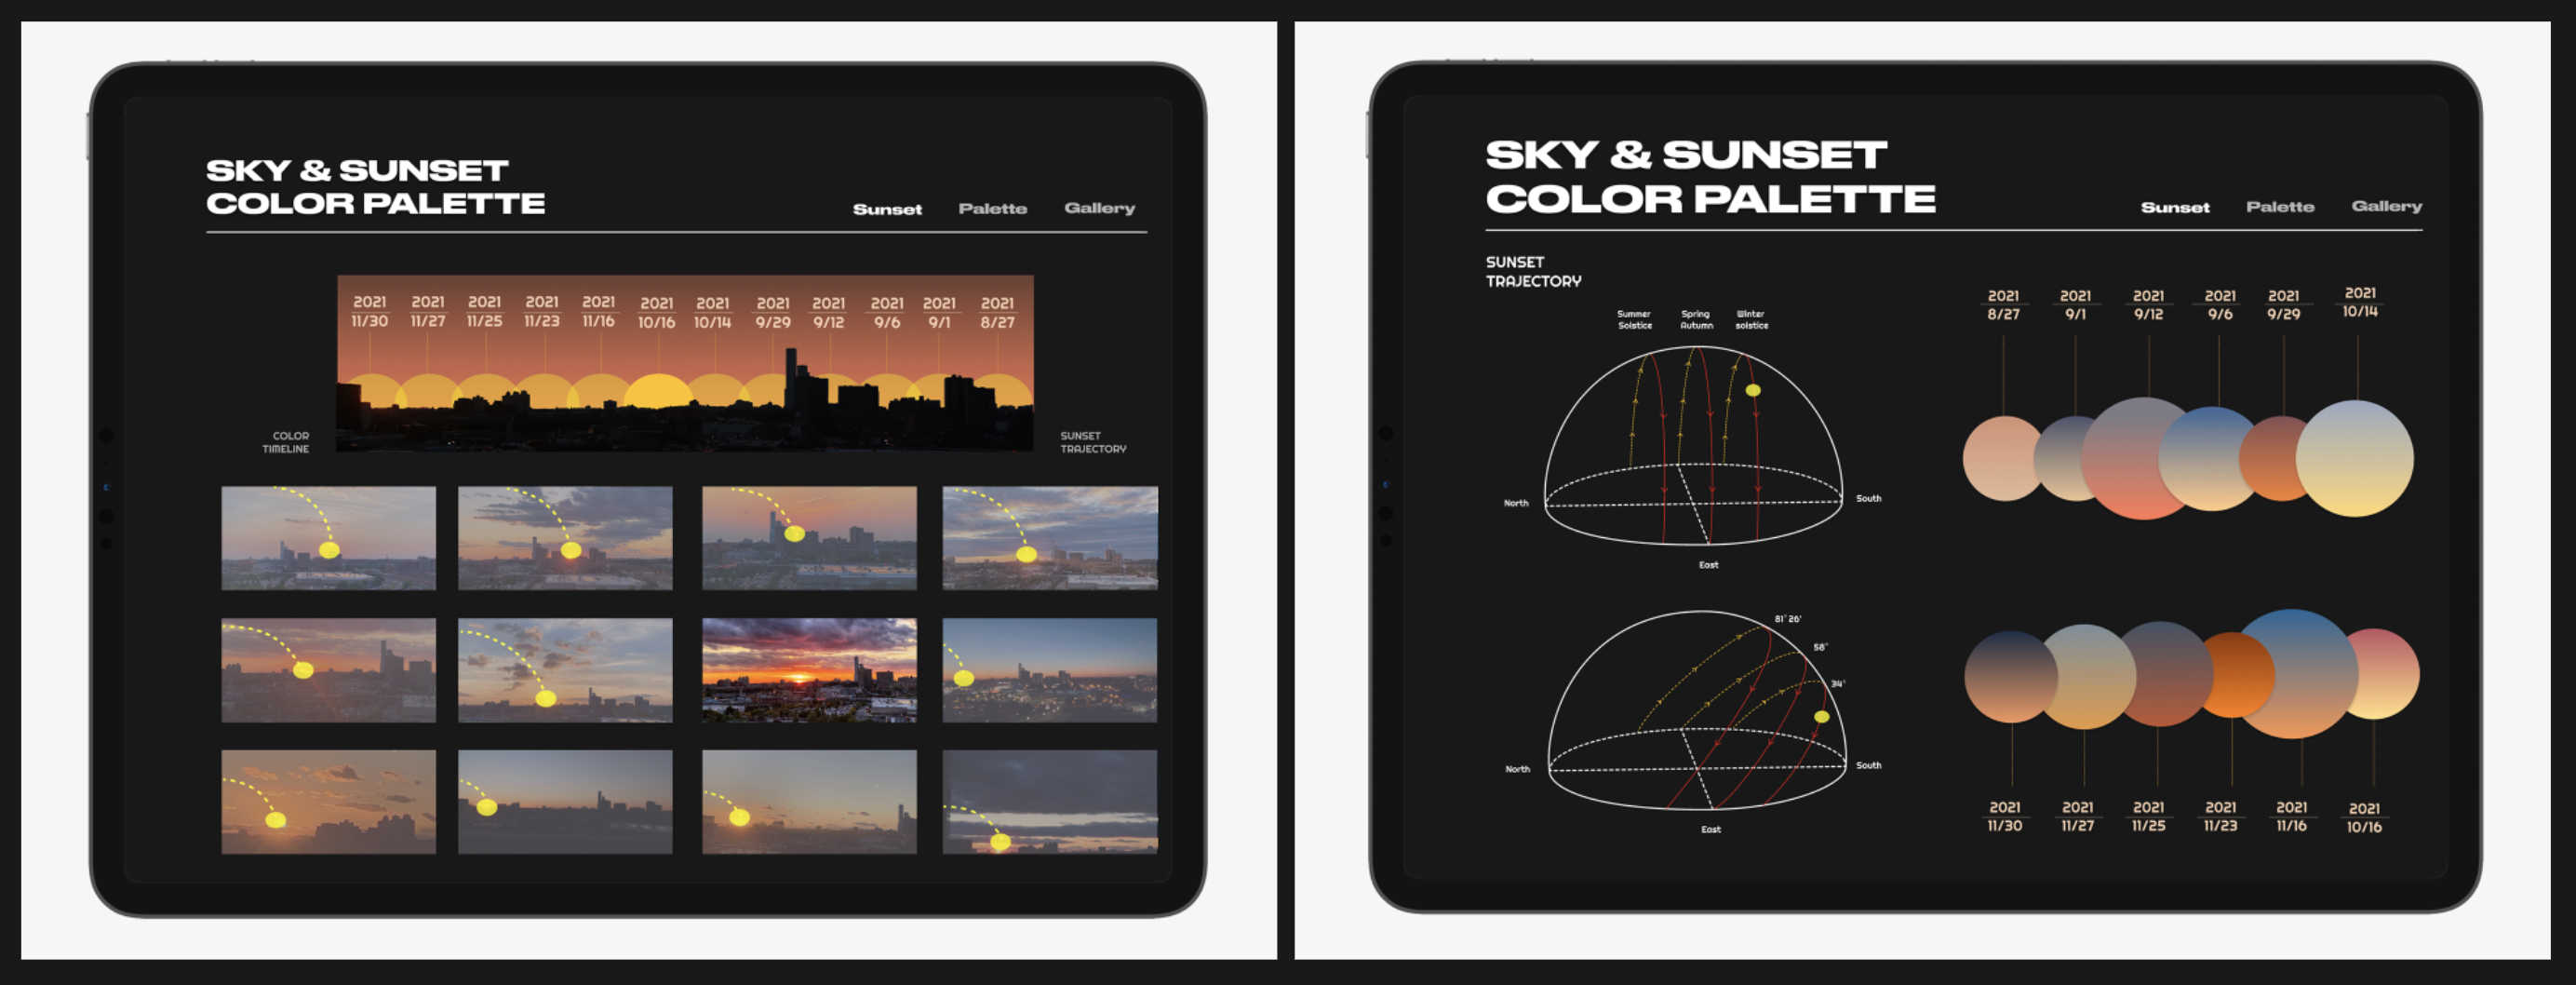 SKY & SUNSET
COLOR PALETTE
Sunset Palette Gallery
2021 2021 2021 2021 2021 2021 2021 2021 2021 2021 2021 2021
11/30 11/27 11/25 11/23 11/16 10/16 10/14 9/29 9/12 9/6 9/1 8/27
COLOR
TIMELINE
SUNSET
TRAJECTORY
SKY & SUNSET
COLOR PALETTE
Sunset Palette Gallery
SUNSET
TRAJECTORY
Summer
Solstice
Spring
Autumn
Winter
solstice
North
South
East
81° 26'
58°
34°
North
South
East
2021 2021 2021 2021 2021 2021
8/27 9/1 9/12 9/6 9/29 10/14
2021 2021 2021 2021 2021 2021
11/30 11/27 11/25 11/23 11/16 10/16